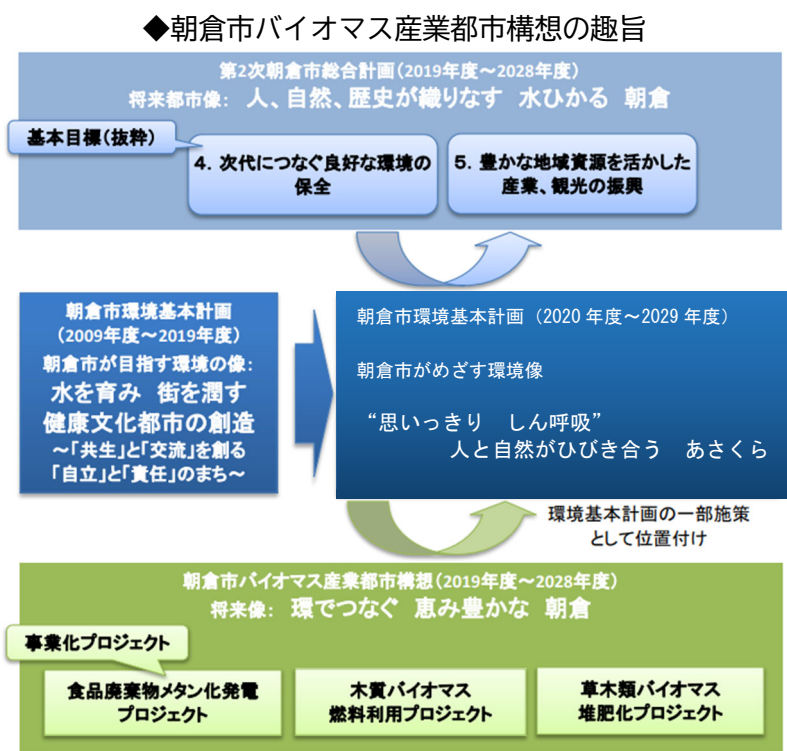 ◆朝倉市バイオマス産業都市構想の趣旨
第2次朝倉市総合計画(2019年度～2028年度)
将来都市像: 人、自然、歴史が織りなす 水ひかる 朝倉
基本目標(抜粋)
4. 次代につなぐ良好な環境の
保全
5. 豊かな地域資源を活かした
産業、観光の振興
朝倉市環境基本計画
(2009年度～2019年度)
朝倉市が目指す環境の像:
水を育み 街を潤す
健康文化都市の創造
～「共生」と「交流」を創る
「自立」と「責任」のまち～
朝倉市環境基本計画（2020 年度～2029 年度）
朝倉市がめざす環境像
“思いっきり しん呼吸”
人と自然がひびき合う あさくら
環境基本計画の一部施策
として位置付け
朝倉市バイオマス産業都市構想(2019年度～2028年度)
将来像: 環でつなぐ 恵み豊かな 朝倉
事業化プロジェクト
食品廃棄物メタン化発電
プロジェクト
木質バイオマス
燃料利用プロジェクト
草木類バイオマス
堆肥化プロジェクト